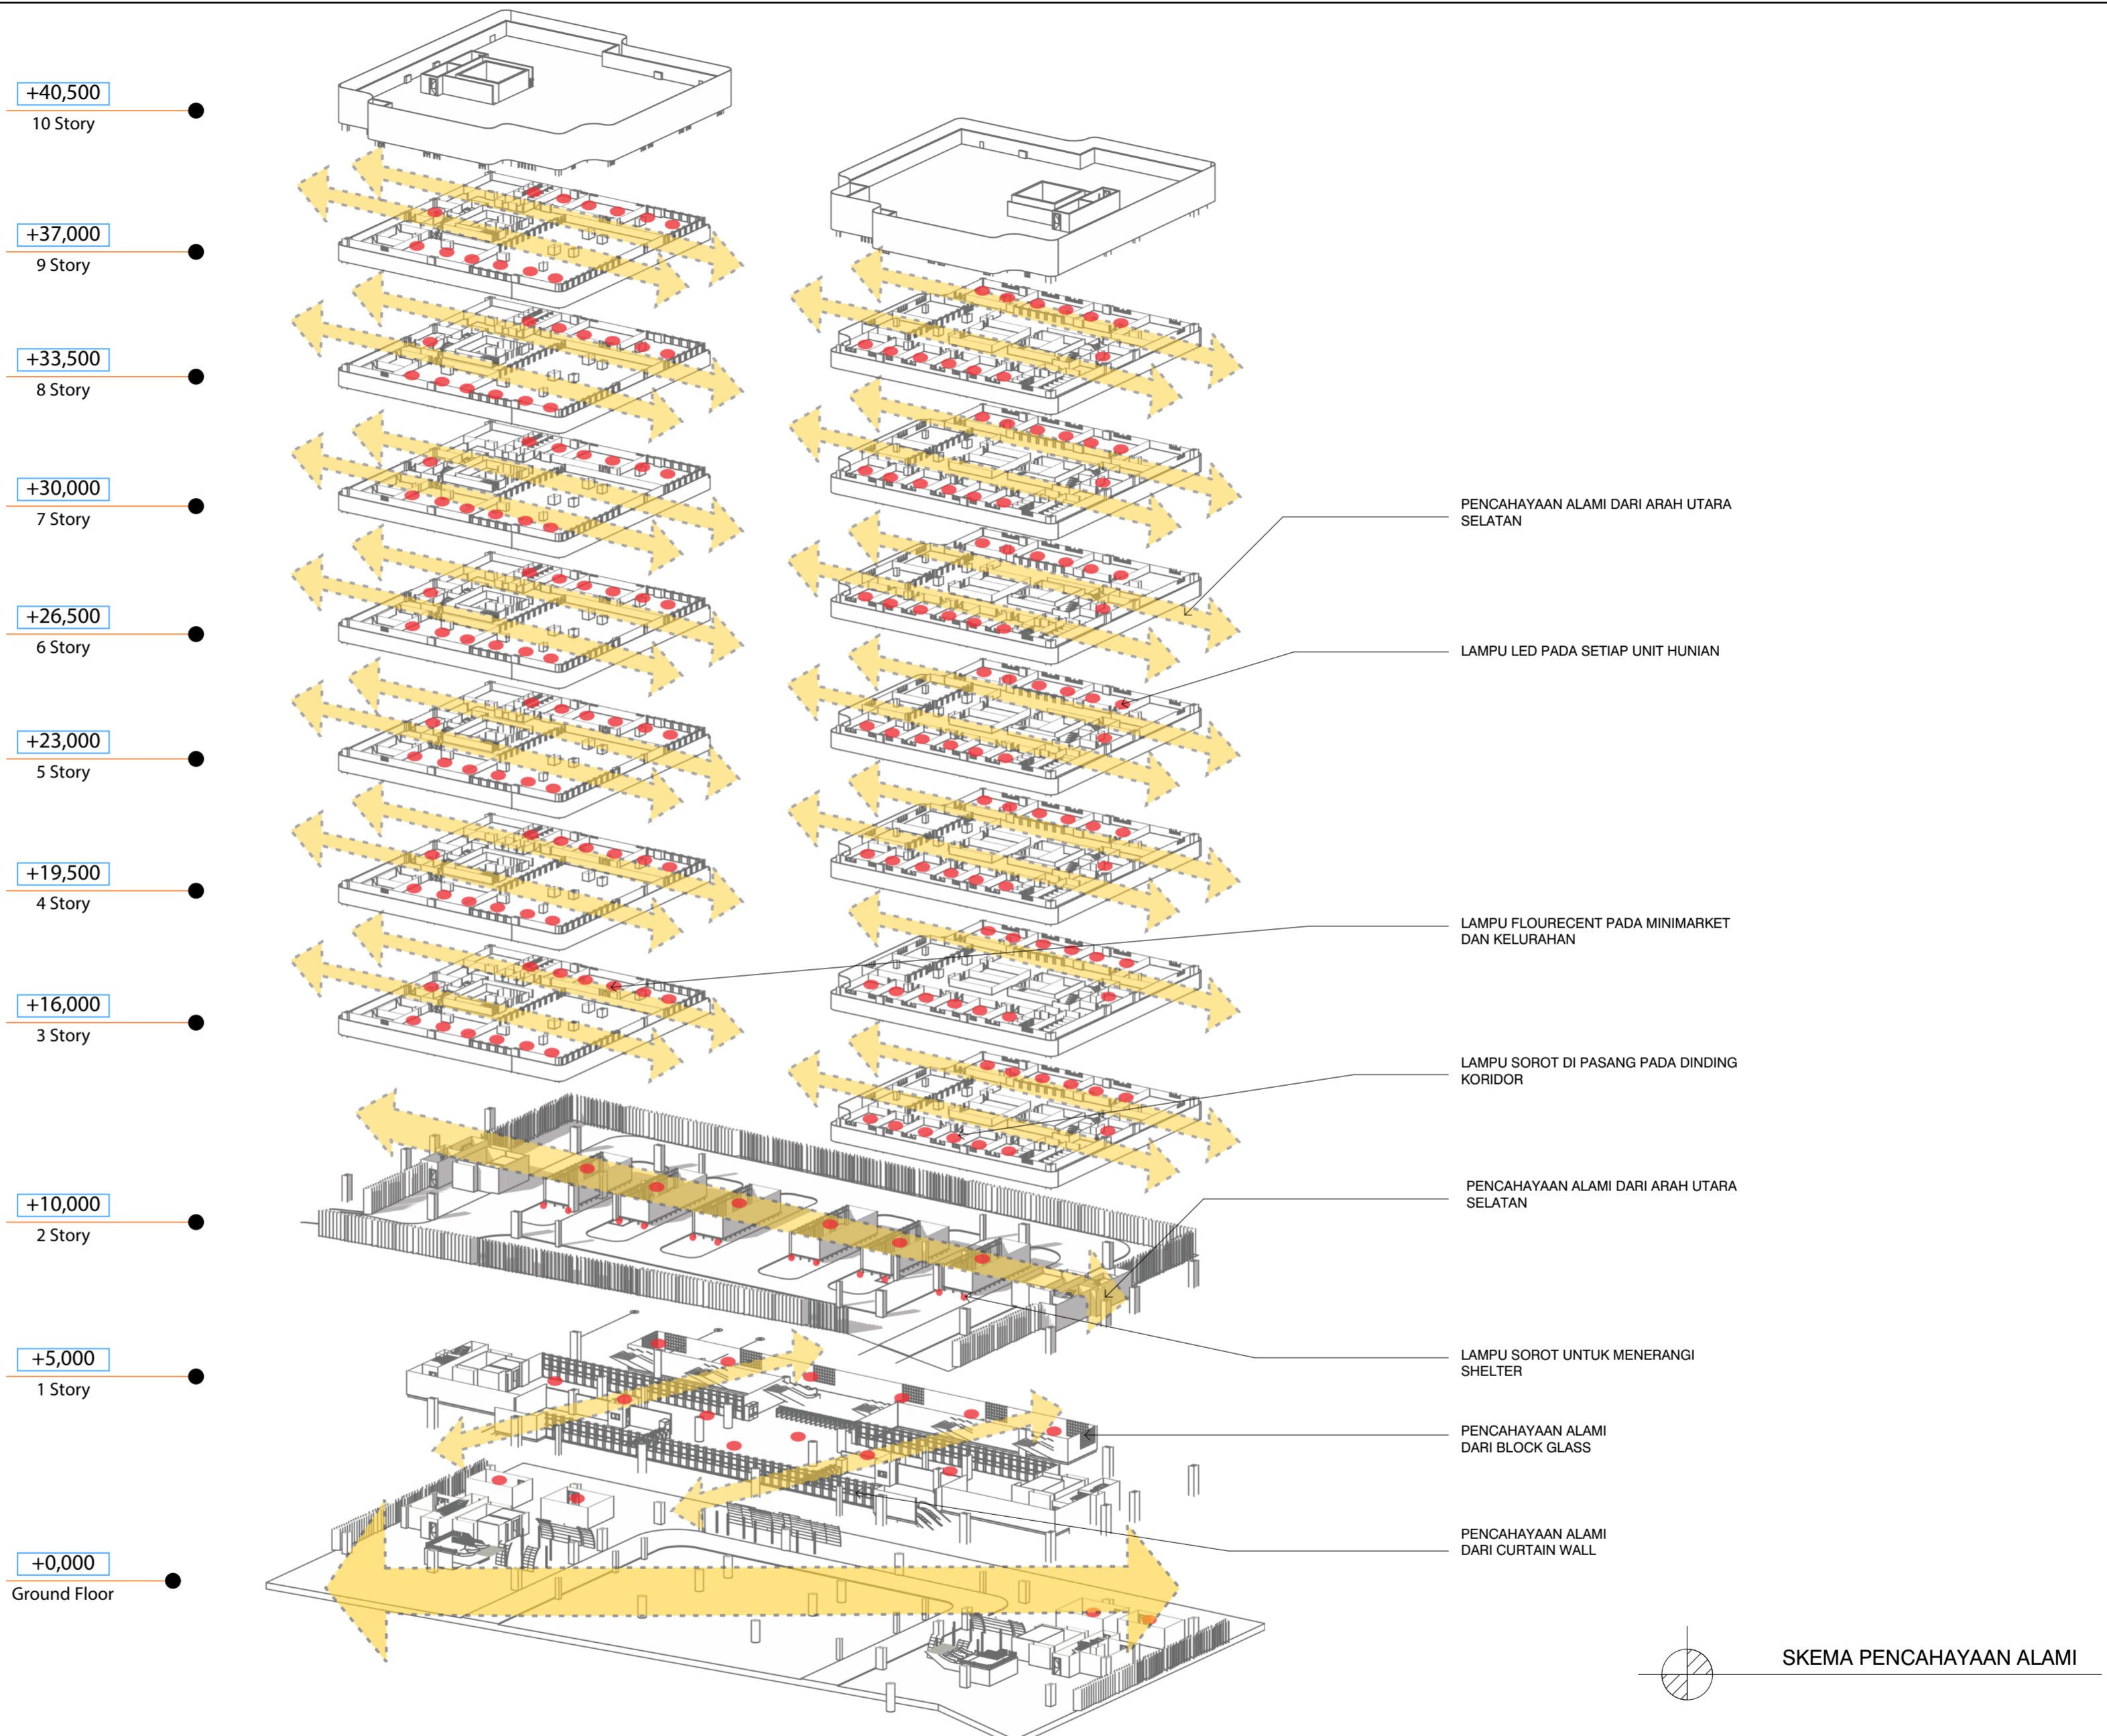 +40,500
10 Story
+37,000
9 Story
+33,500
8 Story
+30,000
7 Story
+26,500
6 Story
+23,000
5 Story
+19,500
4 Story
+16,000
3 Story
+10,000
2 Story
+5,000
1 Story
+0,000
Ground Floor
PENCAHAYAAN ALAMI DARI ARAH UTARA
SELATAN
LAMPU LED PADA SETIAP UNIT HUNIAN
LAMPU FLOURECENT PADA MINIMARKET
DAN KELURAHAN
LAMPU SOROT DI PASANG PADA DINDING
KORIDOR
PENCAHAYAAN ALAMI DARI ARAH UTARA
SELATAN
LAMPU SOROT UNTUK MENERANGI
SHELTER
PENCAHAYAAN ALAMI
DARI BLOCK GLASS
PENCAHAYAAN ALAMI
DARI CURTAIN WALL
SKEMA PENCAHAYAAN ALAMI